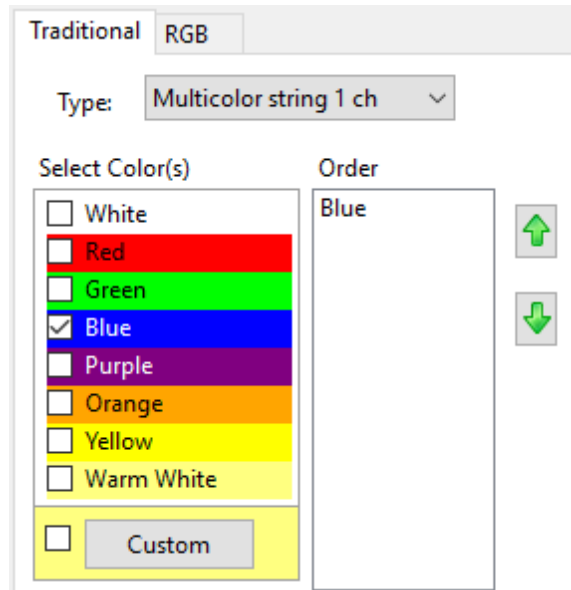 Traditional RGB
Type: Multicolor string 1 ch
Select Color(s) Order
White Blue
Red
Green
Blue
Purple
Orange
Yellow
Warm White
Custom